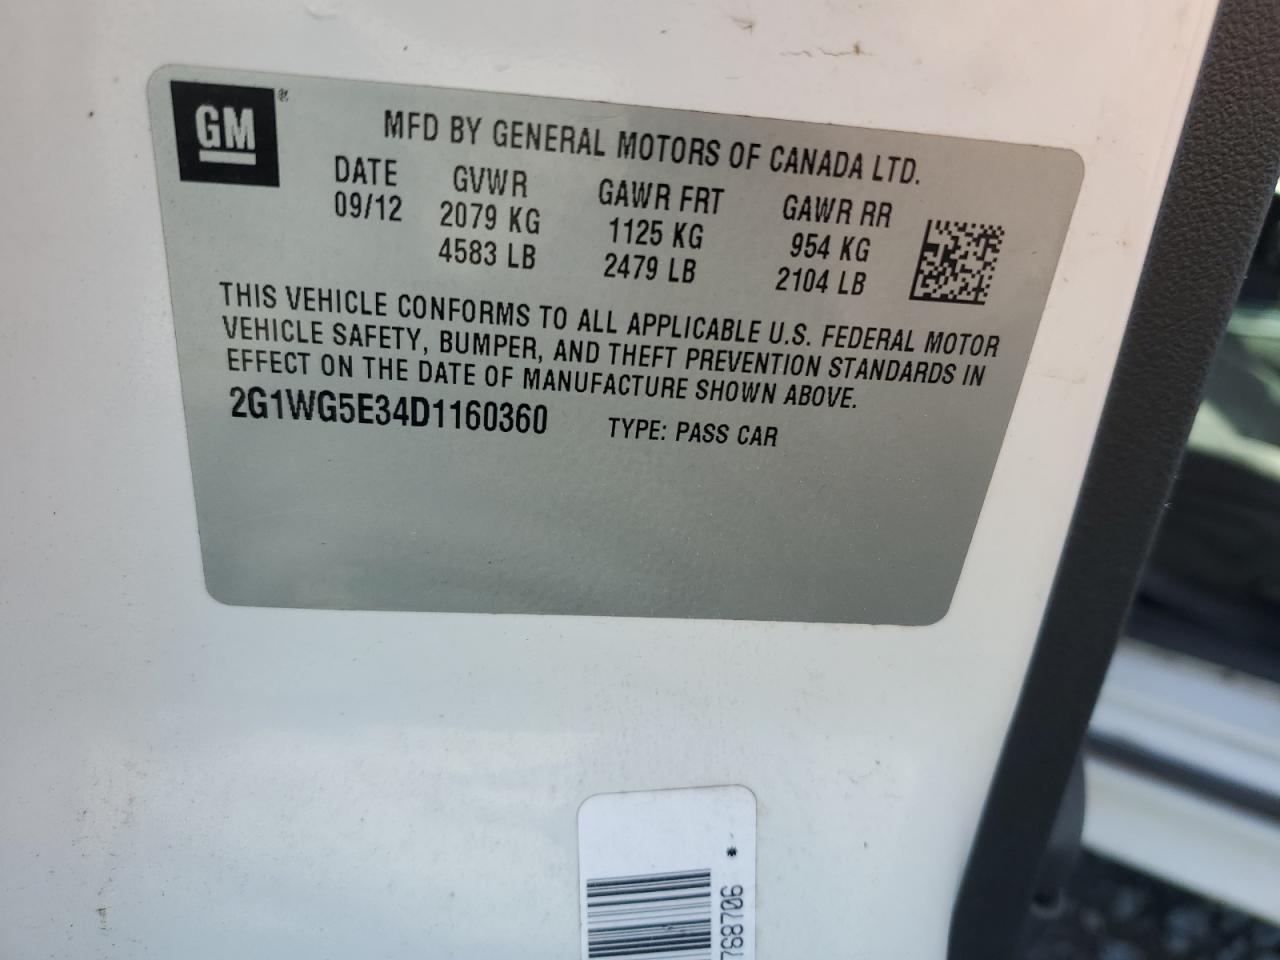 GM®
MFD BY GENERAL MOTORS OF CANADA LTD.
DATE GVWR GAWR FRT GAWR RR
09/12 2079 KG 1125 KG 954 KG
4583 LB 2479 LB 2104 LB
THIS VEHICLE CONFORMS TO ALL APPLICABLE U.S. FEDERAL MOTOR
VEHICLE SAFETY, BUMPER, AND THEFT PREVENTION STANDARDS IN
EFFECT ON THE DATE OF MANUFACTURE SHOWN ABOVE.
2G1WG5E34D1160360 TYPE: PASS CAR
768706 *